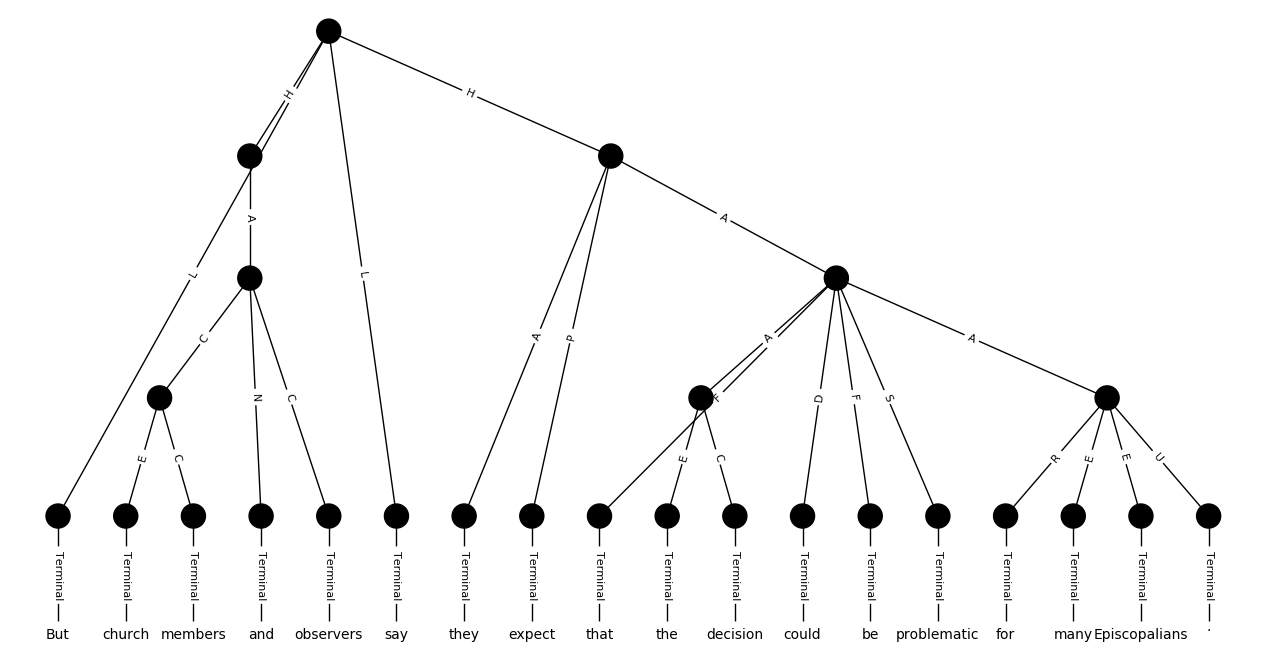 H H
A A
L L A P A
C N C A F D F S A
E C E C R E E U
Terminal Terminal Terminal Terminal Terminal Terminal Terminal Terminal Terminal Terminal Terminal Terminal Terminal Terminal Terminal Terminal Terminal Terminal
But church members and observers say they expect that the decision could be problematic for many Episcopalians .